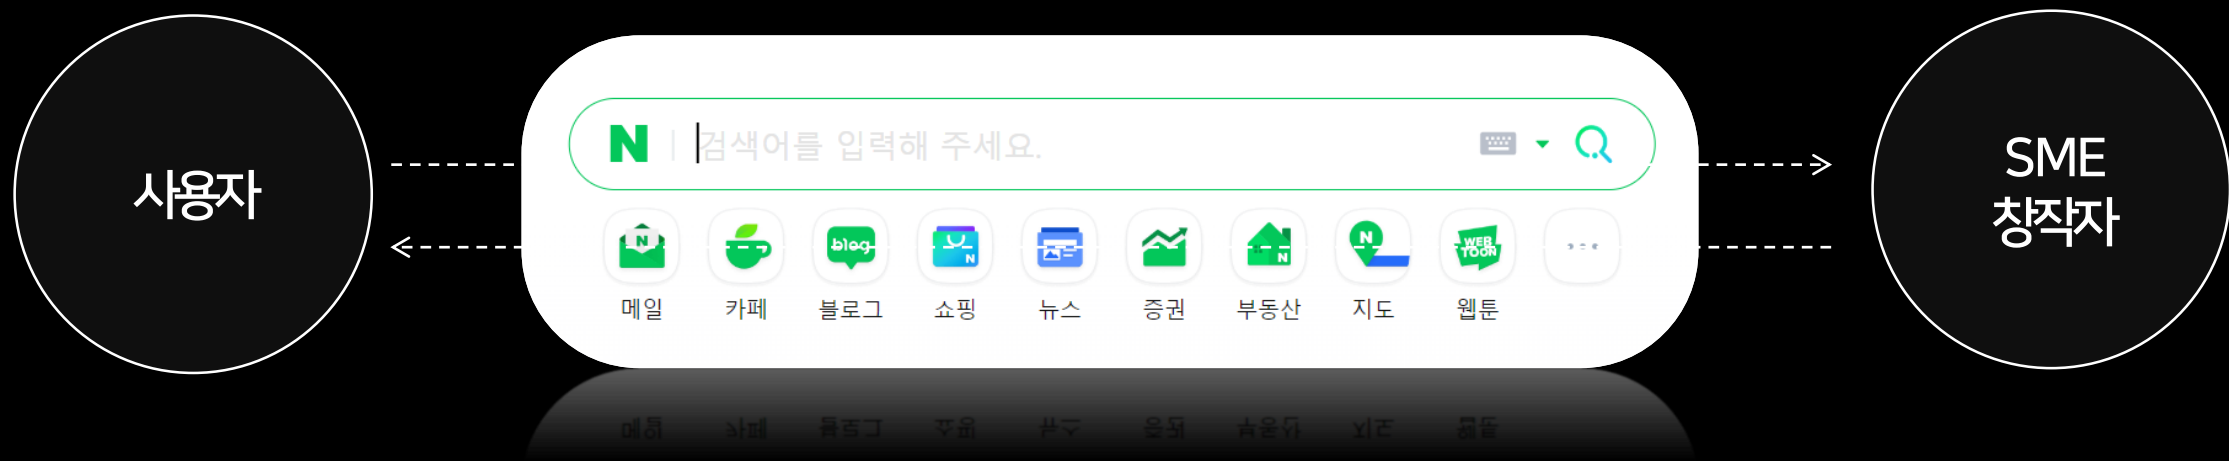 사용자
N
검색어를 입력해 주세요.
N
blog
N
N
N
WEB
TOON
메일
카페
블로그
쇼핑
뉴스
증권
부동산
지도
웹툰
SME
창작자